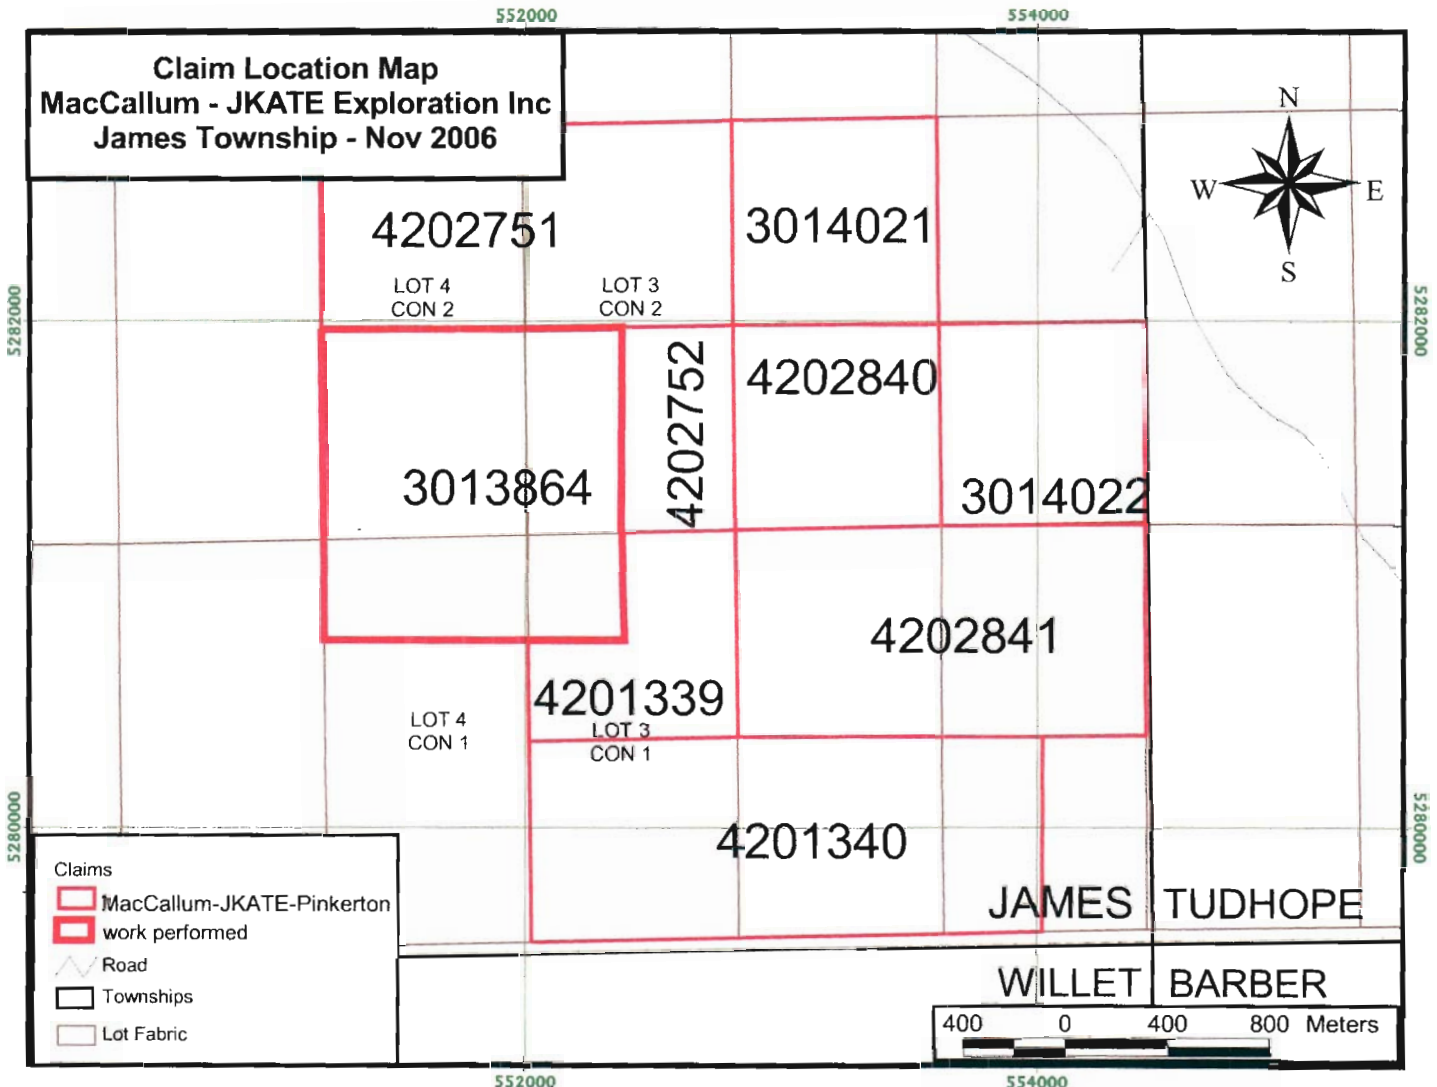 552000
554000
Claim Location Map
MacCallum - JKATE Exploration Inc
James Township - Nov 2006
N
W
E
S
4202751
3014021
LOT 4
CON 2
LOT 3
CON 2
5282000
5282000
4202752
4202840
3013864
3014022
4202841
4201339
LOT 4
CON 1
LOT 3
CON 1
5280000
5280000
4201340
Claims
MacCallum-JKATE-Pinkerton
work performed
Road
Townships
Lot Fabric
JAMES
TUDHOPE
WILLET
BARBER
400
0
400
800
Meters
552000
554000